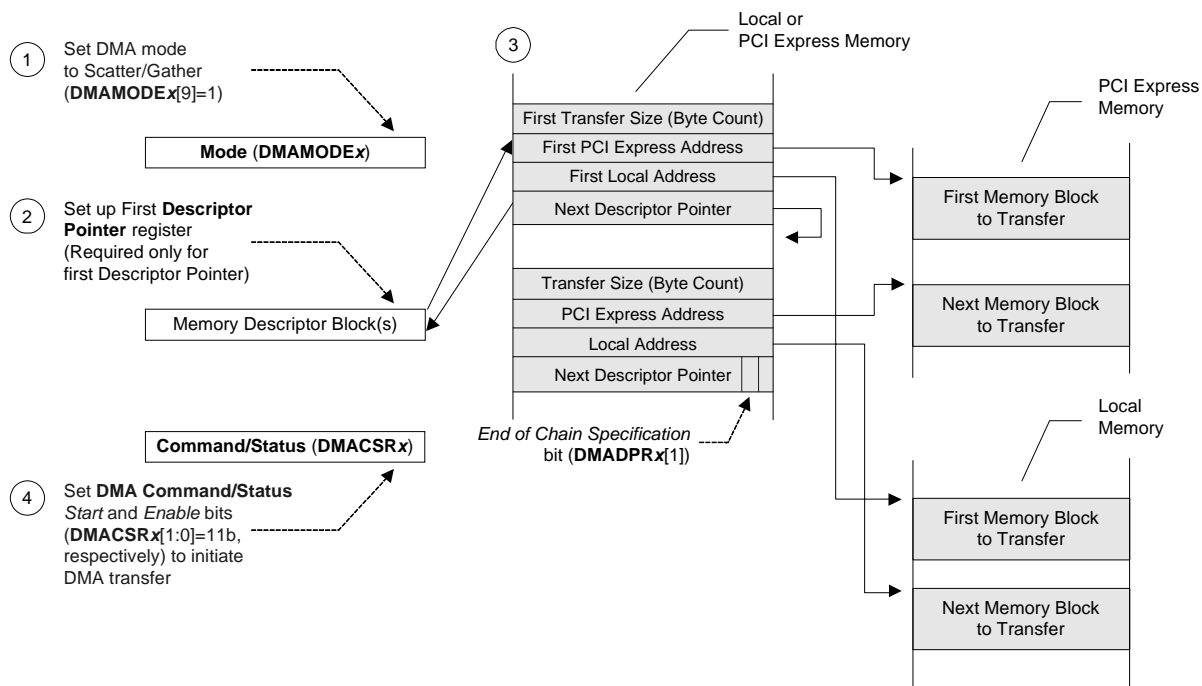 1
Set DMA mode
to Scatter/Gather
(DMAMODEx[9]=1)
Mode (DMAMODEx)
2
Set up First Descriptor
Pointer register
(Required only for
first Descriptor Pointer)
Memory Descriptor Block(s)
Command/Status (DMACSRx)
4
Set DMA Command/Status
Start and Enable bits
(DMACSRx[1:0]=11b,
respectively) to initiate
DMA transfer
3
Local or
PCI Express Memory
First Transfer Size (Byte Count)
First PCI Express Address
First Local Address
Next Descriptor Pointer
Transfer Size (Byte Count)
PCI Express Address
Local Address
Next Descriptor Pointer
End of Chain Specification
bit (DMADPRx[1])
PCI Express
Memory
First Memory Block
to Transfer
Next Memory Block
to Transfer
Local
Memory
First Memory Block
to Transfer
Next Memory Block
to Transfer